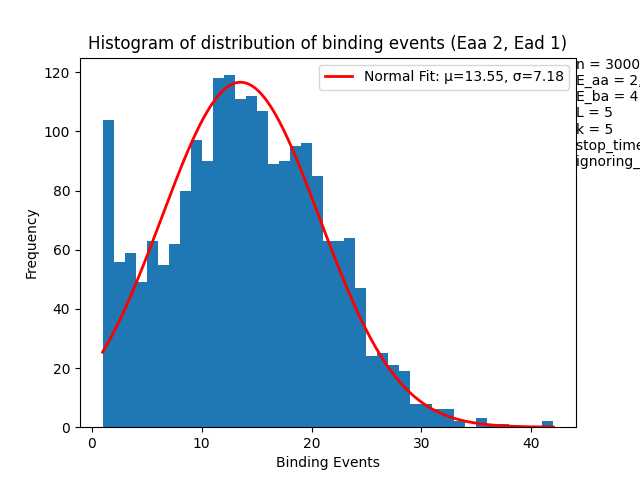 Histogram of distribution of binding events (Eaa 2, Ead 1)
Normal Fit: μ=13.55, σ=7.18
n = 3000
E_aa = 2,
E_ba = 4
L = 5
k = 5
stop_time
ignoring_
120
100
80
60
40
20
0
Frequency
0 10 20 30 40
Binding Events